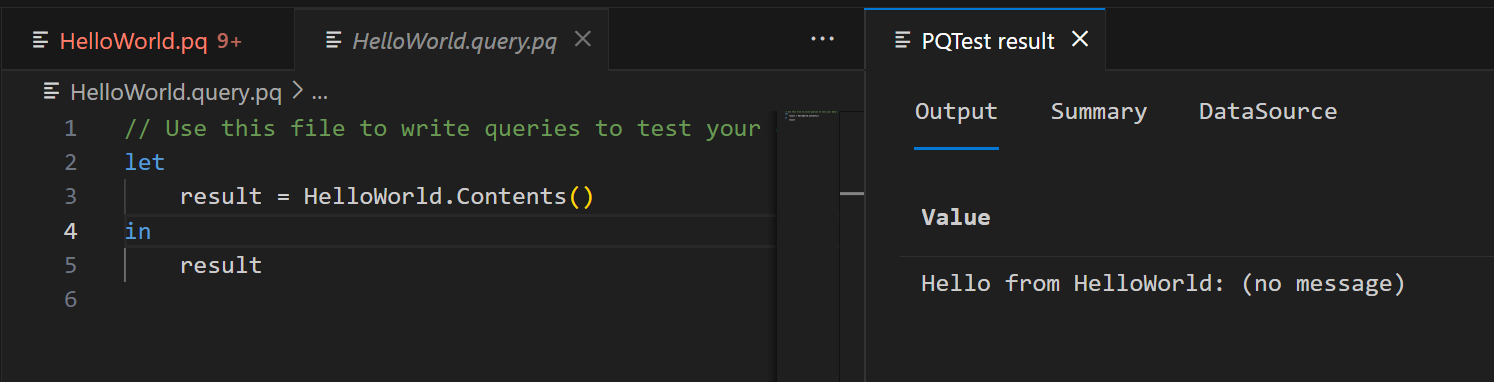 HelloWorld.pq 9+
HelloWorld.query.pq
...
PQTest result
HelloWorld.query.pq > ...
1 // Use this file to write queries to test your
2 let
3 result = HelloWorld.Contents()
4 in
5 result
6
Output Summary DataSource
Value
Hello from HelloWorld: (no message)